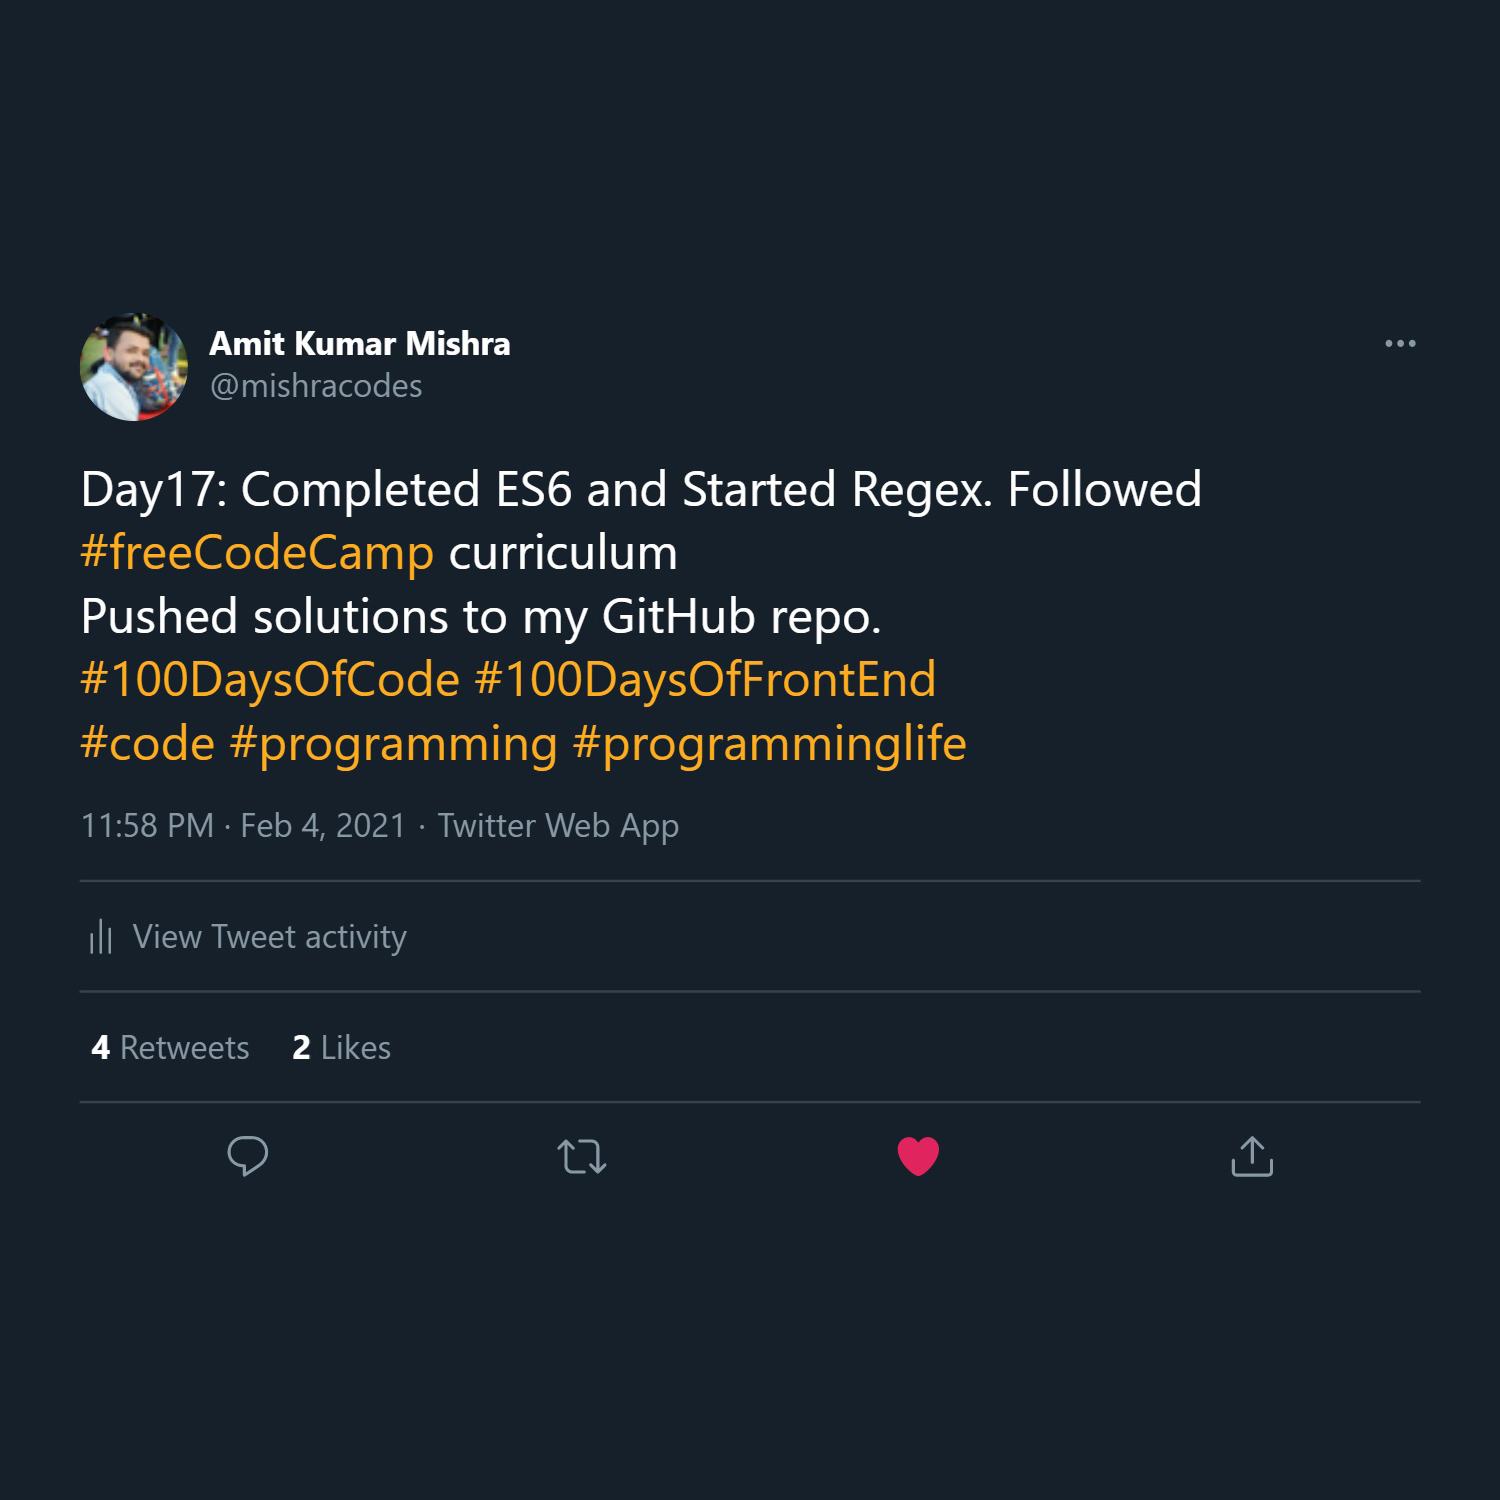 Amit Kumar Mishra
@mishracodes
Day17: Completed ES6 and Started Regex. Followed
#freeCodeCamp curriculum
Pushed solutions to my GitHub repo.
#100DaysOfCode #100DaysOfFrontEnd
#code #programming #programminglife
11:58 PM · Feb 4, 2021 · Twitter Web App
View Tweet activity
4 Retweets 2 Likes